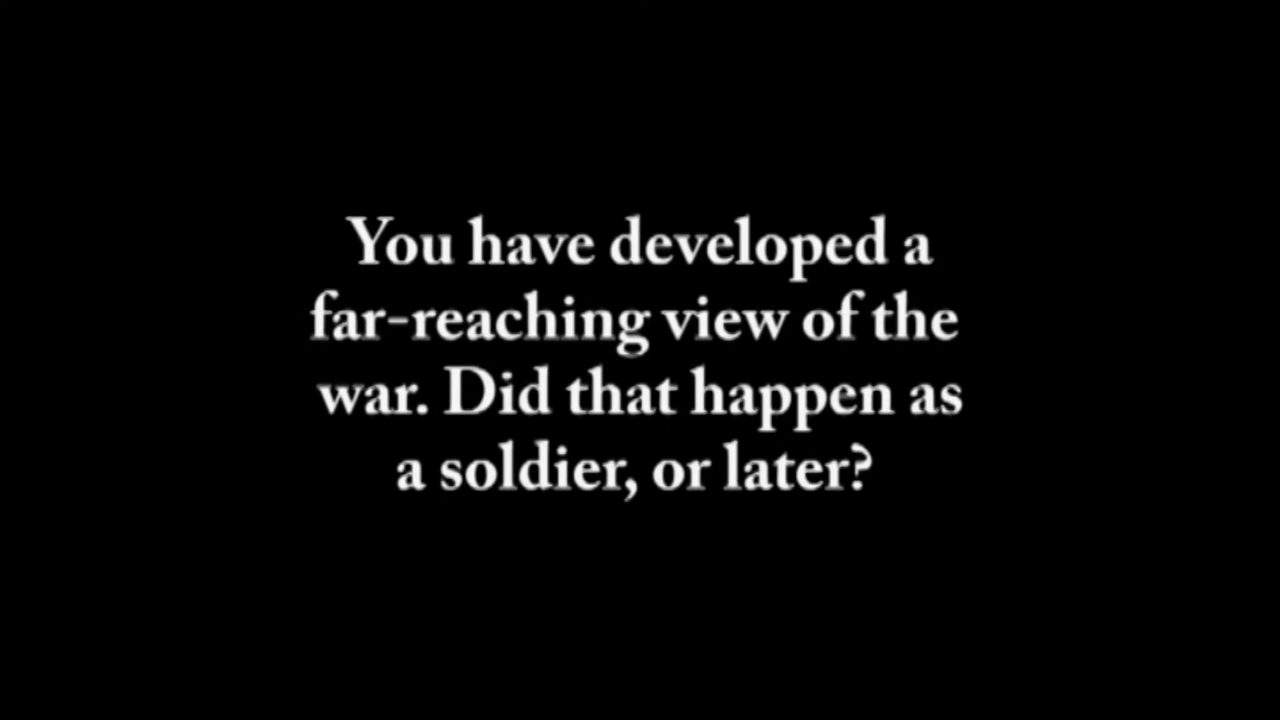 You have developed a
far-reaching view of the
war. Did that happen as
a soldier, or later?